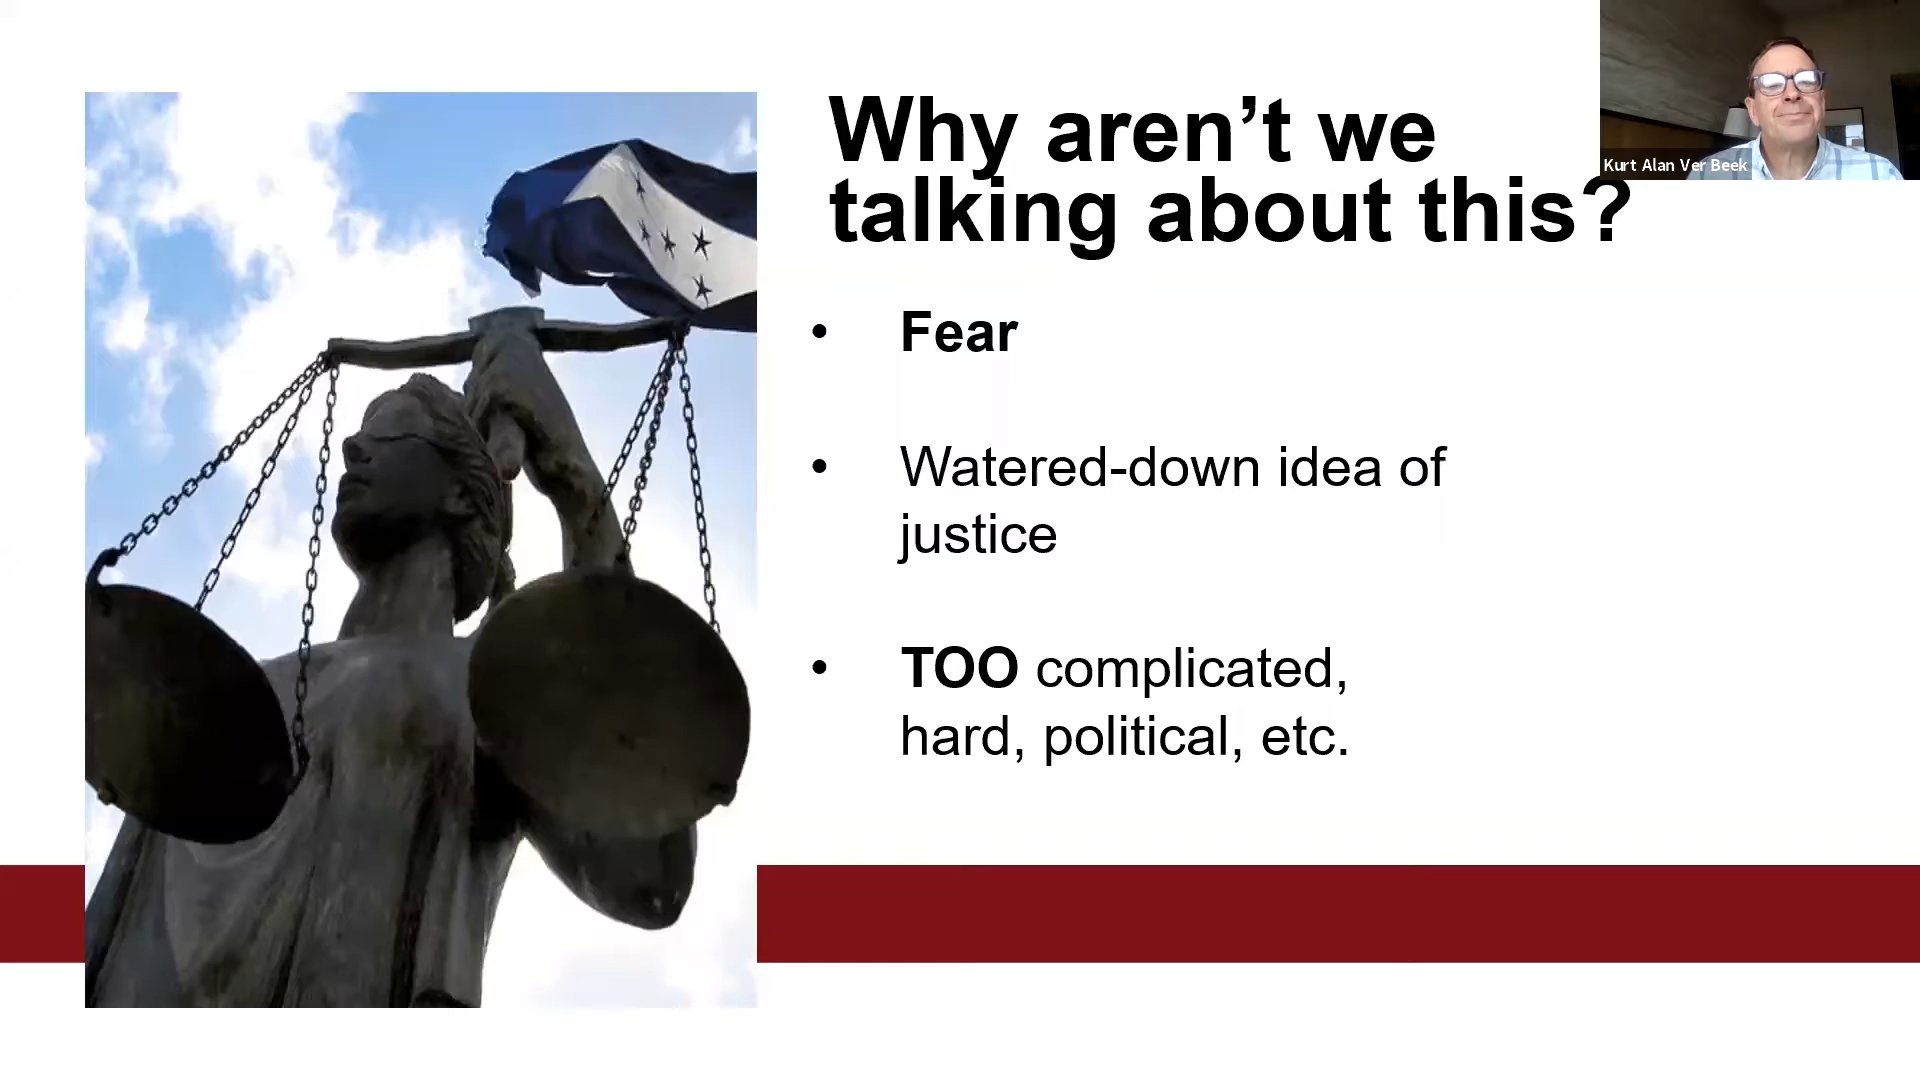 Why aren’t we
talking about this?
Kurt Alan Ver Beek
• Fear
• Watered-down idea of
justice
• TOO complicated,
hard, political, etc.